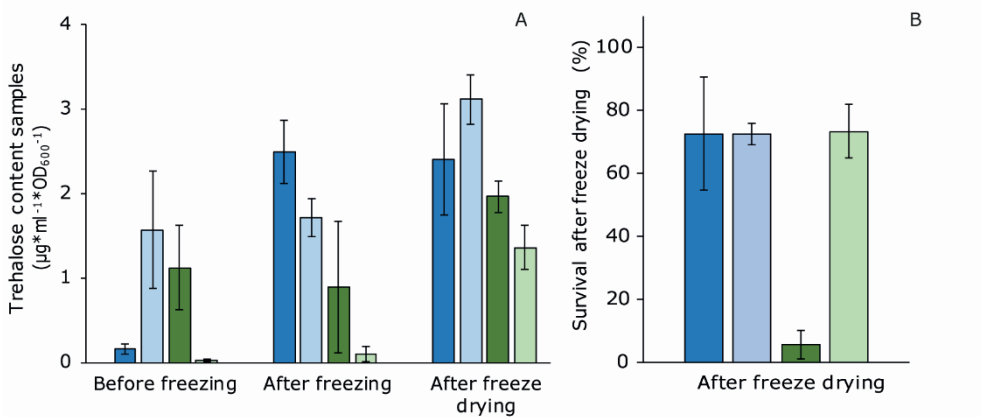 A
Trehalose content samples
(µg*ml⁻¹*OD₆₀₀⁻¹)
4
3
2
1
0
Before freezing
After freezing
After freeze
drying
B
Survival after freeze drying (%)
100
80
60
40
20
0
After freeze drying